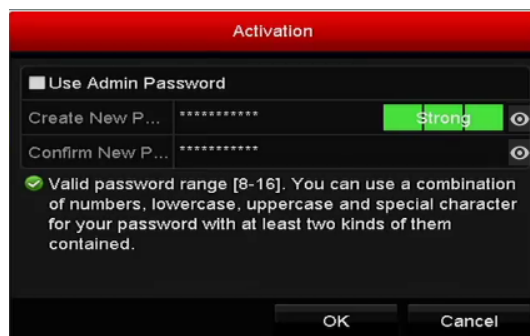 Activation
Use Admin Password
Create New P... *********** Strong
Confirm New P... ***********
Valid password range [8-16]. You can use a combination
of numbers, lowercase, uppercase and special character
for your password with at least two kinds of them
contained.
OK Cancel